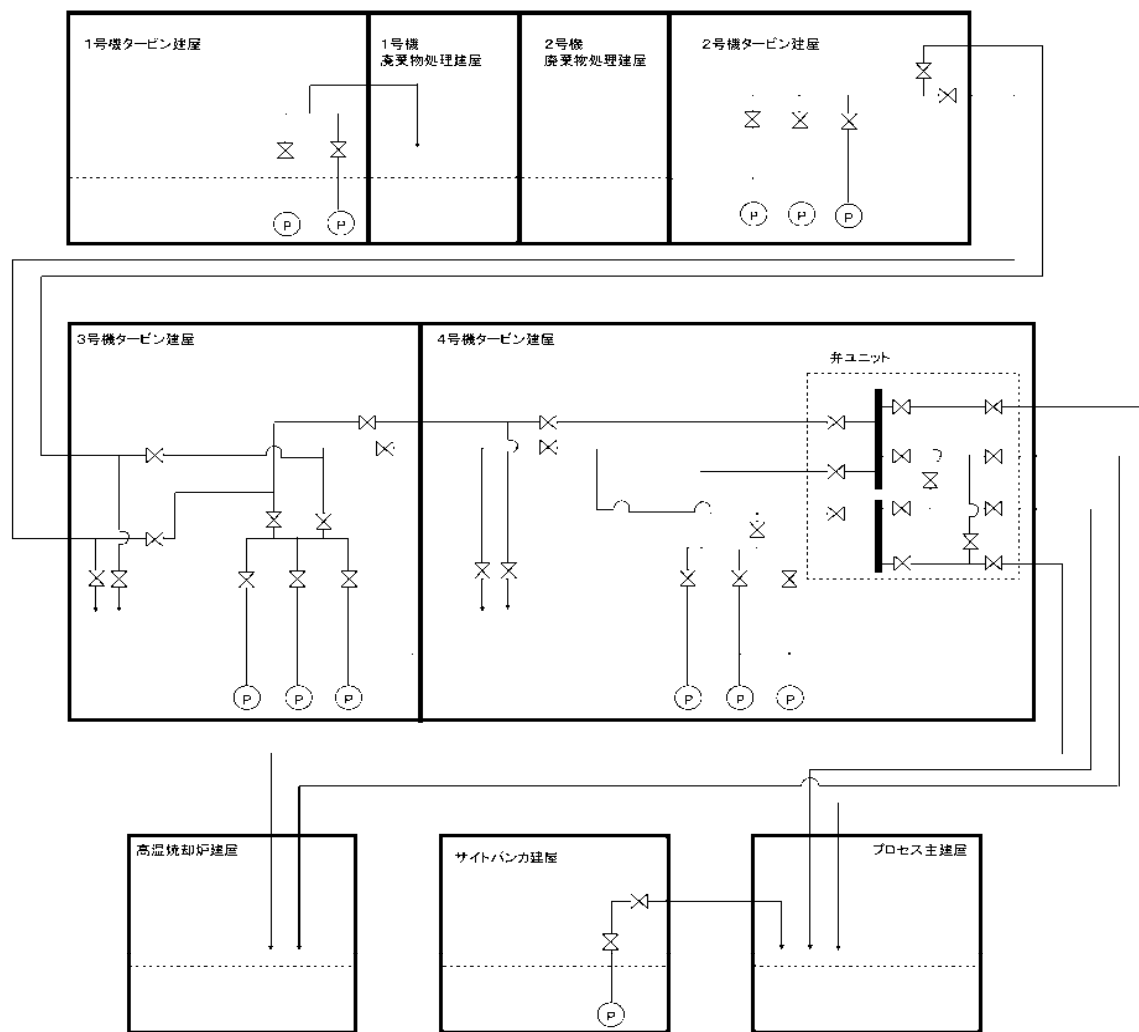 1号機タービン建屋
1号機
廃棄物処理建屋
2号機
廃棄物処理建屋
2号機タービン建屋
P
P
P
P
P
3号機タービン建屋
4号機タービン建屋
弁ユニット
P
P
P
P
P
P
高温焼却炉建屋
サイトバンカ建屋
プロセス主建屋
P